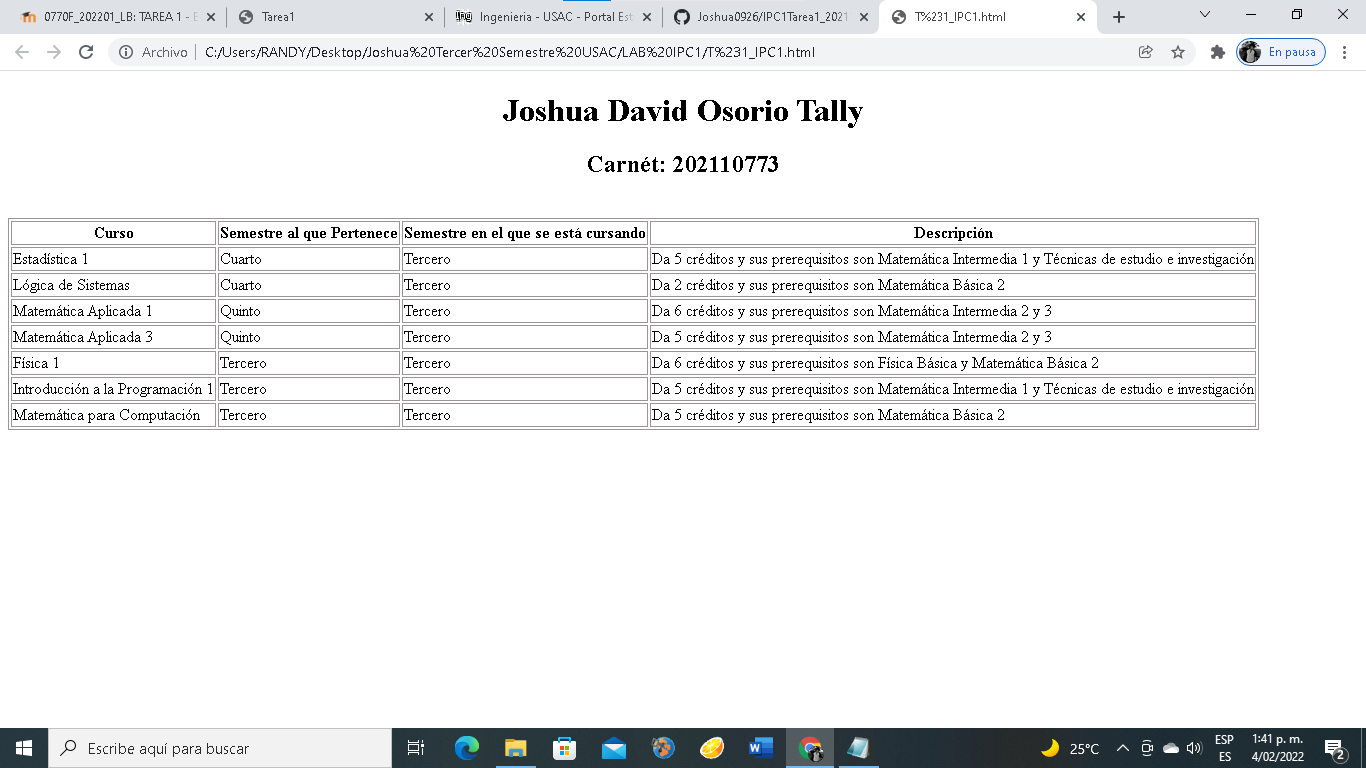 0770F_202201_LB: TAREA 1 - E
Tarea1
Ingenieria - USAC - Portal Est
Joshua0926/IPC1Tarea1_2021
T%231_IPC1.html
Archivo
C:/Users/RANDY/Desktop/Joshua%20Tercer%20Semestre%20USAC/LAB%20IPC1/T%231_IPC1.html
En pausa
Joshua David Osorio Tally
Carnét: 202110773
Curso Semestre al que Pertenece Semestre en el que se está cursando Descripción
Estadística 1 Cuarto Tercero Da 5 créditos y sus prerequisitos son Matemática Intermedia 1 y Técnicas de estudio e investigación
Lógica de Sistemas Cuarto Tercero Da 2 créditos y sus prerequisitos son Matemática Básica 2
Matemática Aplicada 1 Quinto Tercero Da 6 créditos y sus prerequisitos son Matemática Intermedia 2 y 3
Matemática Aplicada 3 Quinto Tercero Da 5 créditos y sus prerequisitos son Matemática Intermedia 2 y 3
Física 1 Tercero Tercero Da 6 créditos y sus prerequisitos son Física Básica y Matemática Básica 2
Introducción a la Programación 1 Tercero Tercero Da 5 créditos y sus prerequisitos son Matemática Intermedia 1 y Técnicas de estudio e investigación
Matemática para Computación Tercero Tercero Da 5 créditos y sus prerequisitos son Matemática Básica 2
Escribe aquí para buscar
25°C
ESP
ES
1:41 p. m.
4/02/2022
2